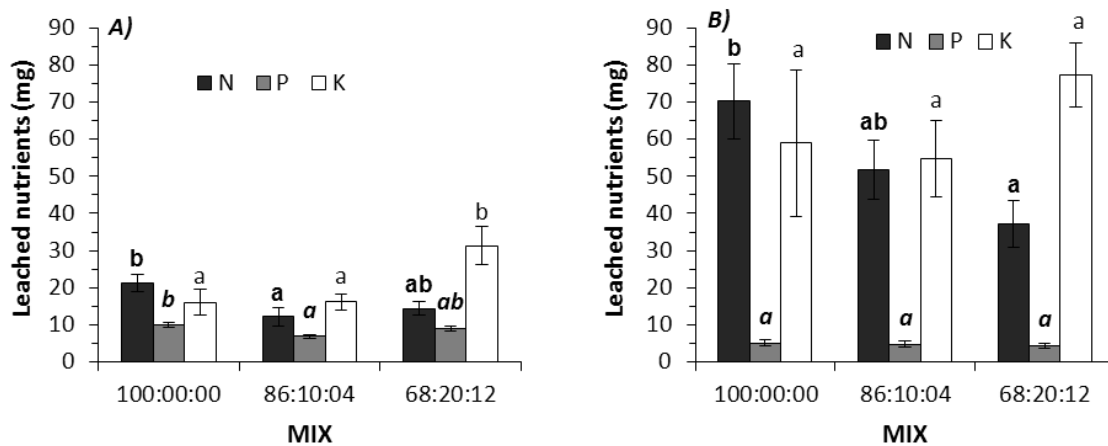 A)
Leached nutrients (mg)
90
80
70
60
50
40
30
20
10
0
N P K
b b a
a a a
ab ab b
100:00:00 86:10:04 68:20:12
MIX
B)
Leached nutrients (mg)
90
80
70
60
50
40
30
20
10
0
N P K
b a a
ab a a
a a a
100:00:00 86:10:04 68:20:12
MIX